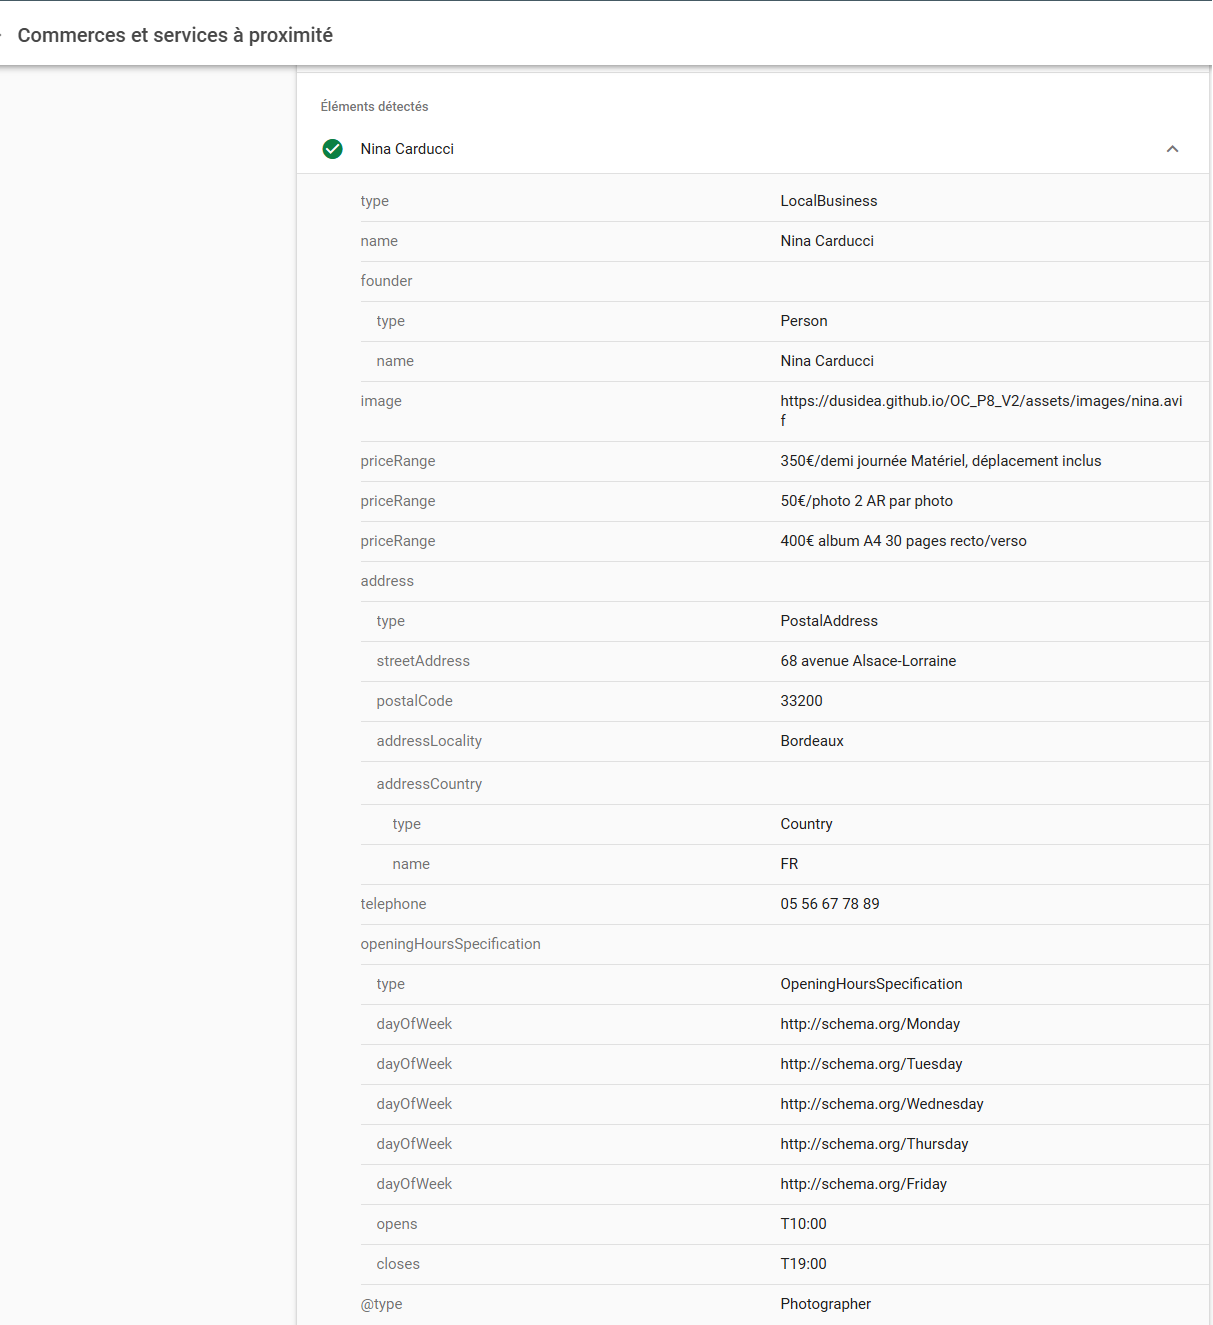 Commerces et services à proximité
Éléments détectés
Nina Carducci
type LocalBusiness
name Nina Carducci
founder
type Person
name Nina Carducci
image https://dusidea.github.io/OC_P8_V2/assets/images/nina.avi
f
priceRange 350€/demi journée Matériel, déplacement inclus
priceRange 50€/photo 2 AR par photo
priceRange 400€ album A4 30 pages recto/verso
address
type PostalAddress
streetAddress 68 avenue Alsace-Lorraine
postalCode 33200
addressLocality Bordeaux
addressCountry
type Country
name FR
telephone 05 56 67 78 89
openingHoursSpecification
type OpeningHoursSpecification
dayOfWeek http://schema.org/Monday
dayOfWeek http://schema.org/Tuesday
dayOfWeek http://schema.org/Wednesday
dayOfWeek http://schema.org/Thursday
dayOfWeek http://schema.org/Friday
opens T10:00
closes T19:00
@type Photographer